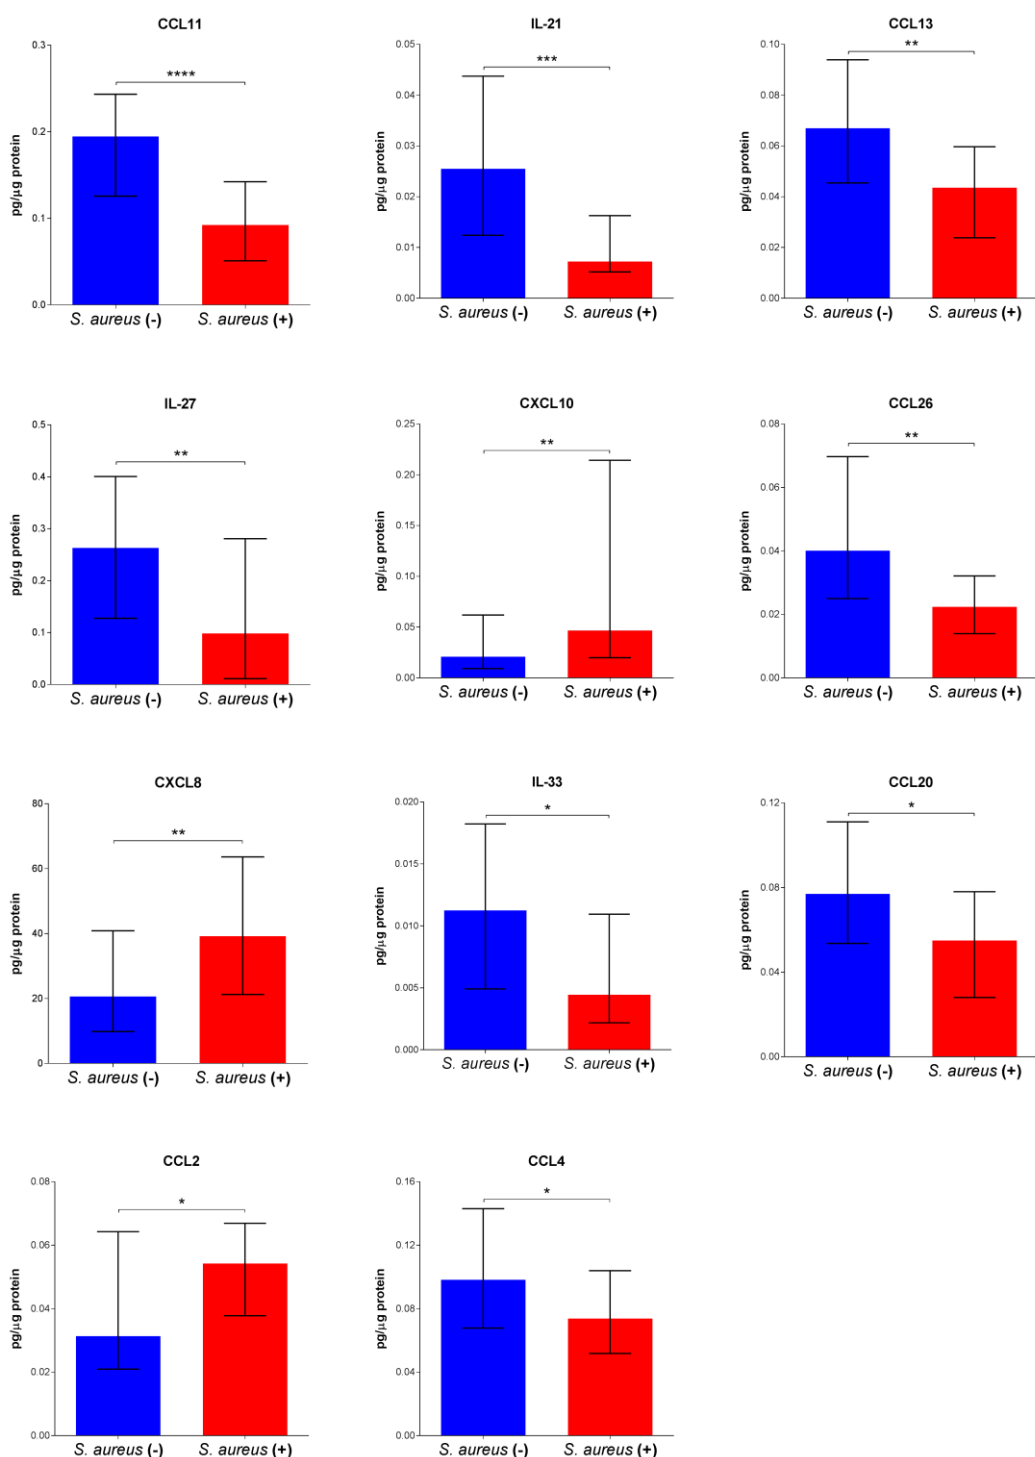 CCL11
pg/µg protein
0.3
0.2
0.1
0.0
****
S. aureus (-) S. aureus (+)
IL-21
pg/µg protein
0.05
0.04
0.03
0.02
0.01
0.00
***
S. aureus (-) S. aureus (+)
CCL13
pg/µg protein
0.10
0.08
0.06
0.04
0.02
0.00
**
S. aureus (-) S. aureus (+)
IL-27
pg/µg protein
0.5
0.4
0.3
0.2
0.1
0.0
**
S. aureus (-) S. aureus (+)
CXCL10
pg/µg protein
0.25
0.20
0.15
0.10
0.05
0.00
**
S. aureus (-) S. aureus (+)
CCL26
pg/µg protein
0.08
0.06
0.04
0.02
0.00
**
S. aureus (-) S. aureus (+)
CXCL8
pg/µg protein
80
60
40
20
0
**
S. aureus (-) S. aureus (+)
IL-33
pg/µg protein
0.020
0.015
0.010
0.005
0.000
*
S. aureus (-) S. aureus (+)
CCL20
pg/µg protein
0.12
0.08
0.04
0.00
*
S. aureus (-) S. aureus (+)
CCL2
pg/µg protein
0.08
0.06
0.04
0.02
0.00
*
S. aureus (-) S. aureus (+)
CCL4
pg/µg protein
0.16
0.12
0.08
0.04
0.00
*
S. aureus (-) S. aureus (+)